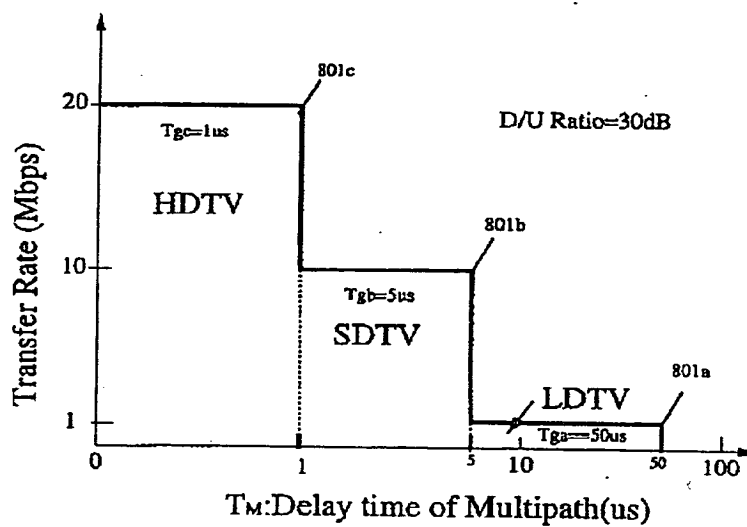 801c
20
Tgc=1us
D/U Ratio=30dB
HDTV
801b
10
Tgb=5us
SDTV
801a
LDTV
1
Tga=50us
0
1
5
10
50
100
Transfer Rate (Mbps)
TM:Delay time of Multipath(us)